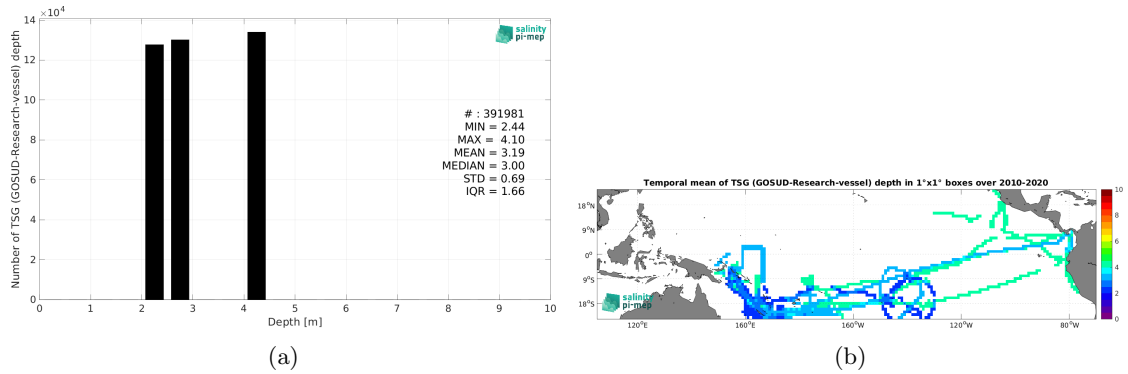 ×10⁴
14
12
10
8
6
4
2
0
Number of TSG (GOSUD-Research-vessel) depth
salinity
pi-mep
# : 391981
MIN = 2.44
MAX = 4.10
MEAN = 3.19
MEDIAN = 3.00
STD = 0.69
IQR = 1.66
0 1 2 3 4 5 6 7 8 9 10
Depth [m]
(a)
Temporal mean of TSG (GOSUD-Research-vessel) depth in 1°x1° boxes over 2010-2020
18°N
9°N
0°
9°S
18°S
salinity
pi-mep
120°E 160°E 160°W 120°W 80°W
10
8
6
4
2
0
(b)